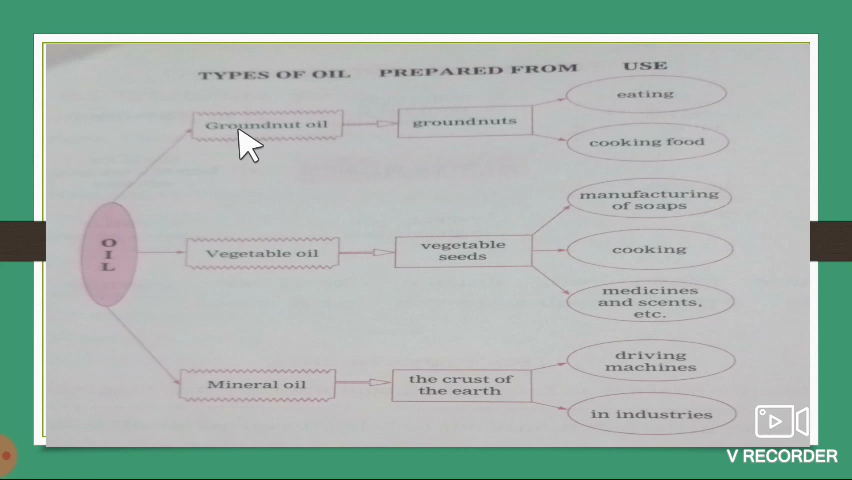 TYPES OF OIL PREPARED FROM USE
eating
Groundnut oil groundnuts
cooking food
manufacturing
of soaps
O
I
L
Vegetable oil
vegetable
seeds
cooking
medicines
and scents,
etc.
driving
machines
Mineral oil
the crust of
the earth
in industries
V RECORDER